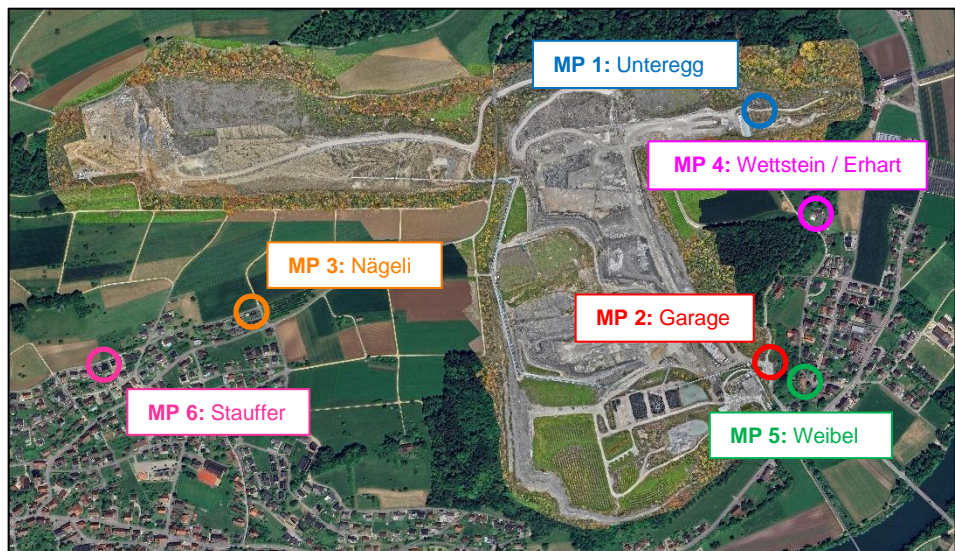 MP 1: Unteregg
MP 4: Wettstein / Erhart
MP 3: Nägeli
MP 2: Garage
MP 6: Stauffer
MP 5: Weibel